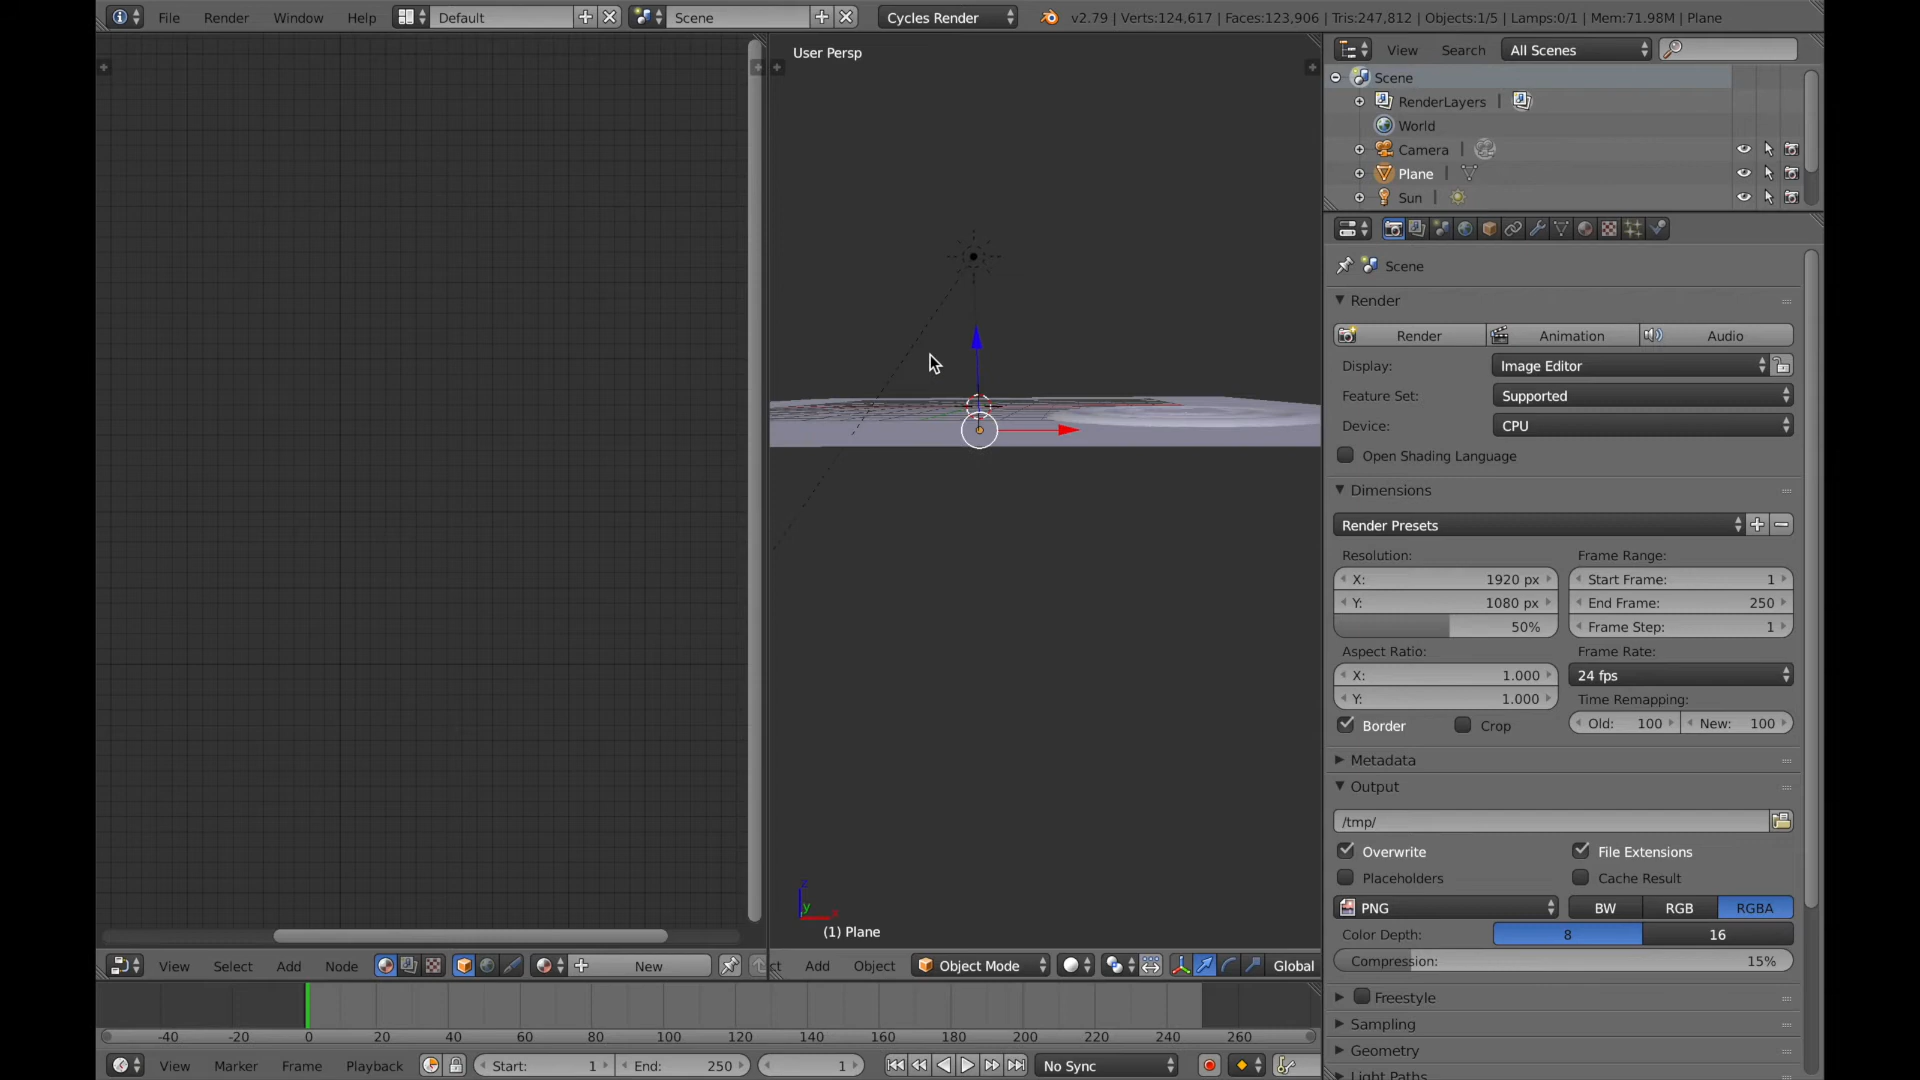 File Render Window Help Default Scene Cycles Render v2.79 | Verts:124,617 | Faces:123,906 | Tris:247,812 | Objects:1/5 | Lamps:0/1 | Mem:71.98M | Plane
User Persp
View Search All Scenes
Scene
RenderLayers
World
Camera
Plane
Sun
Scene
Render
Render Animation Audio
Display: Image Editor
Feature Set: Supported
Device: CPU
Open Shading Language
Dimensions
Render Presets
Resolution: Frame Range:
X: 1920 px Start Frame: 1
Y: 1080 px End Frame: 250
50% Frame Step: 1
Aspect Ratio: Frame Rate:
X: 1.000 24 fps
Y: 1.000 Time Remapping:
Border Crop Old: 100 New: 100
Metadata
Output
/tmp/
Overwrite File Extensions
Placeholders Cache Result
PNG BW RGB RGBA
Color Depth: 8 16
Compression: 15%
Freestyle
Sampling
Geometry
Light Paths
z
y
x
(1) Plane
View Select Add Node New ct Add Object Object Mode Global
-40 -20 0 20 40 60 80 100 120 140 160 180 200 220 240 260
View Marker Frame Playback Start: 1 End: 250 1 No Sync